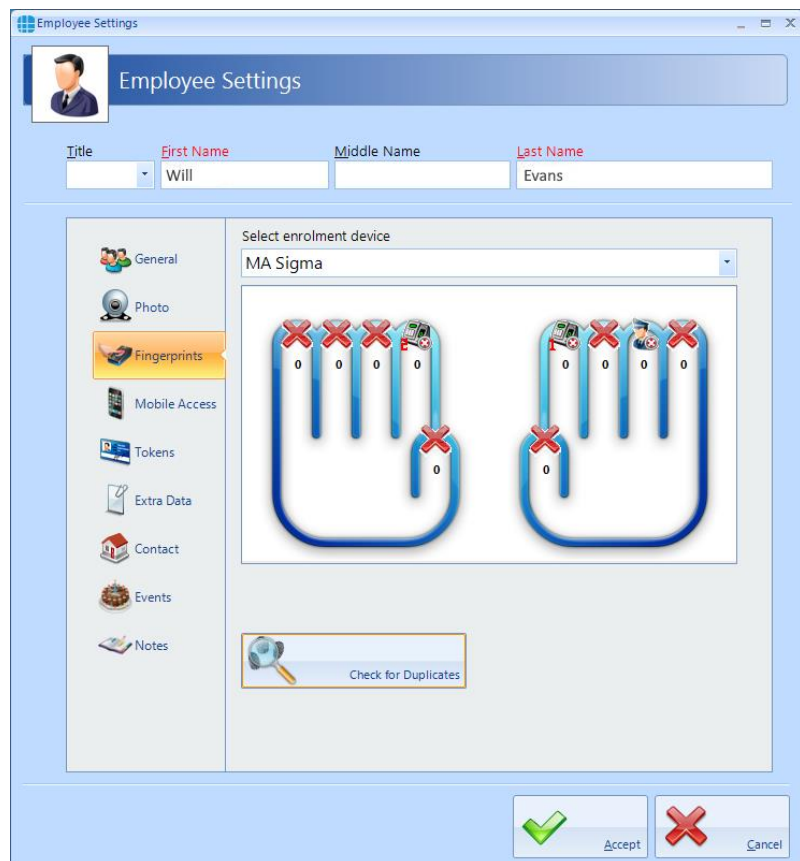 Employee Settings
Employee Settings
Title First Name Middle Name Last Name
Will Evans
General
Photo
Fingerprints
Mobile Access
Tokens
Extra Data
Contact
Events
Notes
Select enrolment device
MA Sigma
2 1
0 0 0 0 0 0 0 0
0 0
Check for Duplicates
Accept Cancel